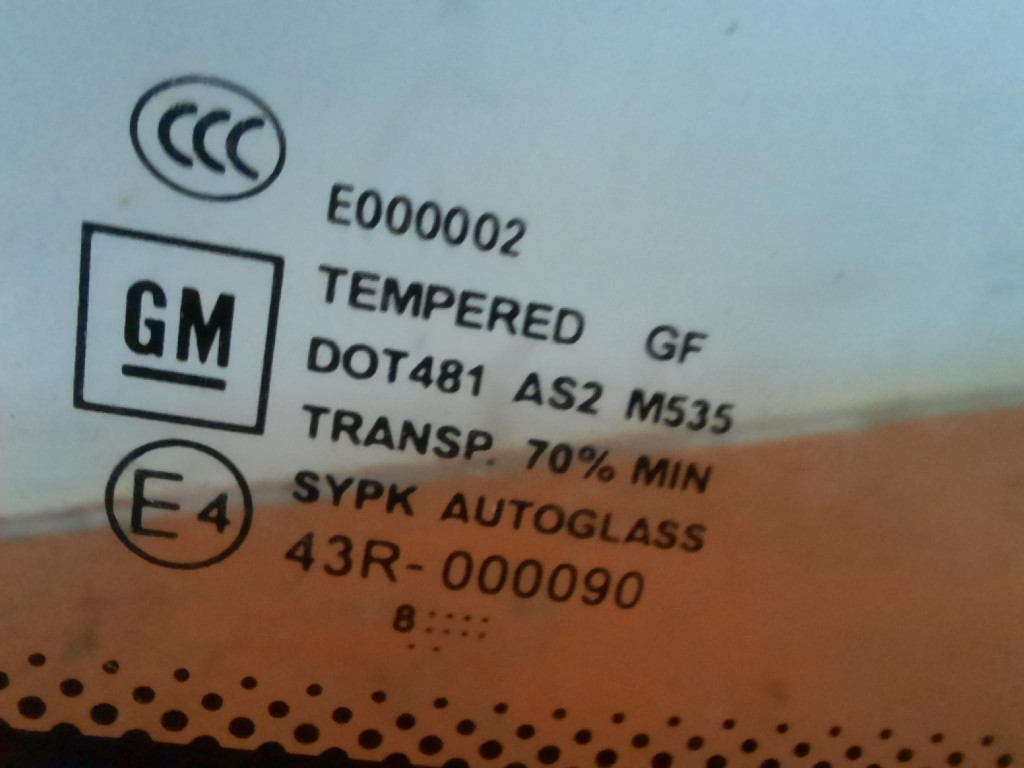 CCC
E000002
GM
TEMPERED GF
DOT481 AS2 M535
TRANSP. 70% MIN
SYPK AUTOGLASS
E4
43R-000090
8